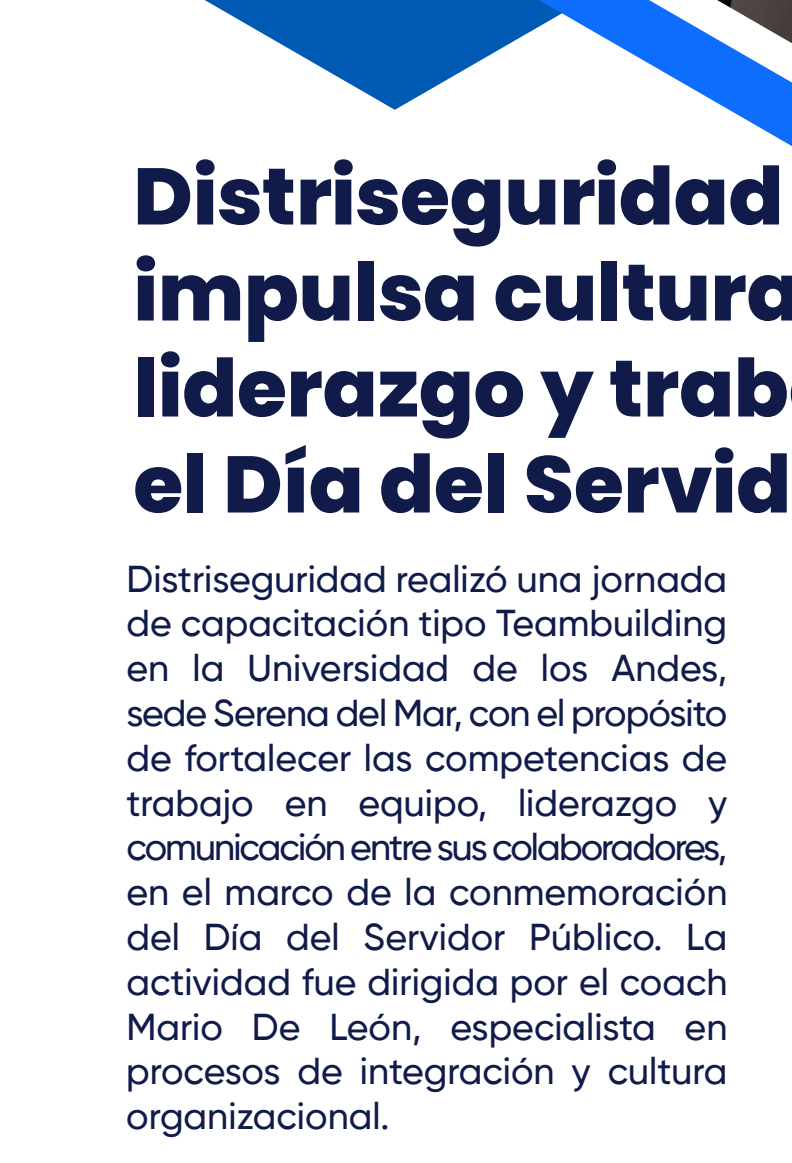 Distriseguridad
impulsa cultura
liderazgo y trab
el Día del Servid
Distriseguridad realizó una jornada
de capacitación tipo Teambuilding
en la Universidad de los Andes,
sede Serena del Mar, con el propósito
de fortalecer las competencias de
trabajo en equipo, liderazgo y
comunicación entre sus colaboradores,
en el marco de la conmemoración
del Día del Servidor Público. La
actividad fue dirigida por el coach
Mario De León, especialista en
procesos de integración y cultura
organizacional.